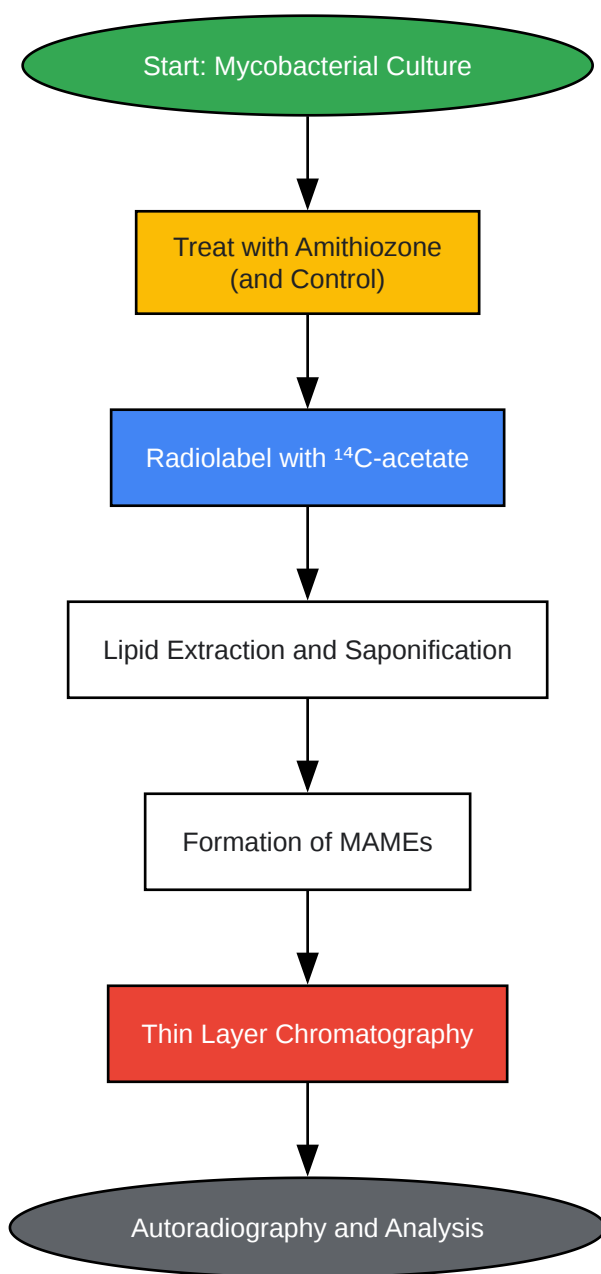 Start: Mycobacterial Culture
Treat with Amithiozone
(and Control)
Radiolabel with ¹⁴C-acetate
Lipid Extraction and Saponification
Formation of MAMEs
Thin Layer Chromatography
Autoradiography and Analysis